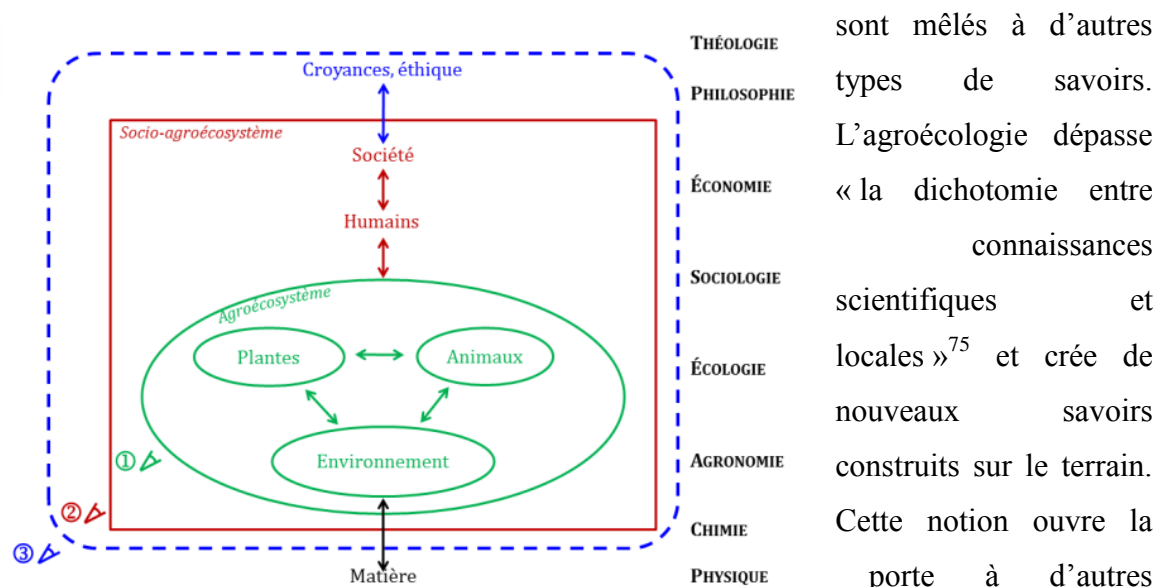 Croyances, éthique
Socio-agroécosystème
Société
Humains
Agroécosystème
Plantes
Animaux
Environnement
①
②
③
Matière
THÉOLOGIE
PHILOSOPHIE
ÉCONOMIE
SOCIOLOGIE
ÉCOLOGIE
AGRONOMIE
CHIMIE
PHYSIQUE
sont mêlés à d’autres
types de savoirs.
L’agroécologie dépasse
« la dichotomie entre
connaissances
scientifiques et
locales »75 et crée de
nouveaux savoirs
construits sur le terrain.
Cette notion ouvre la
porte à d’autres